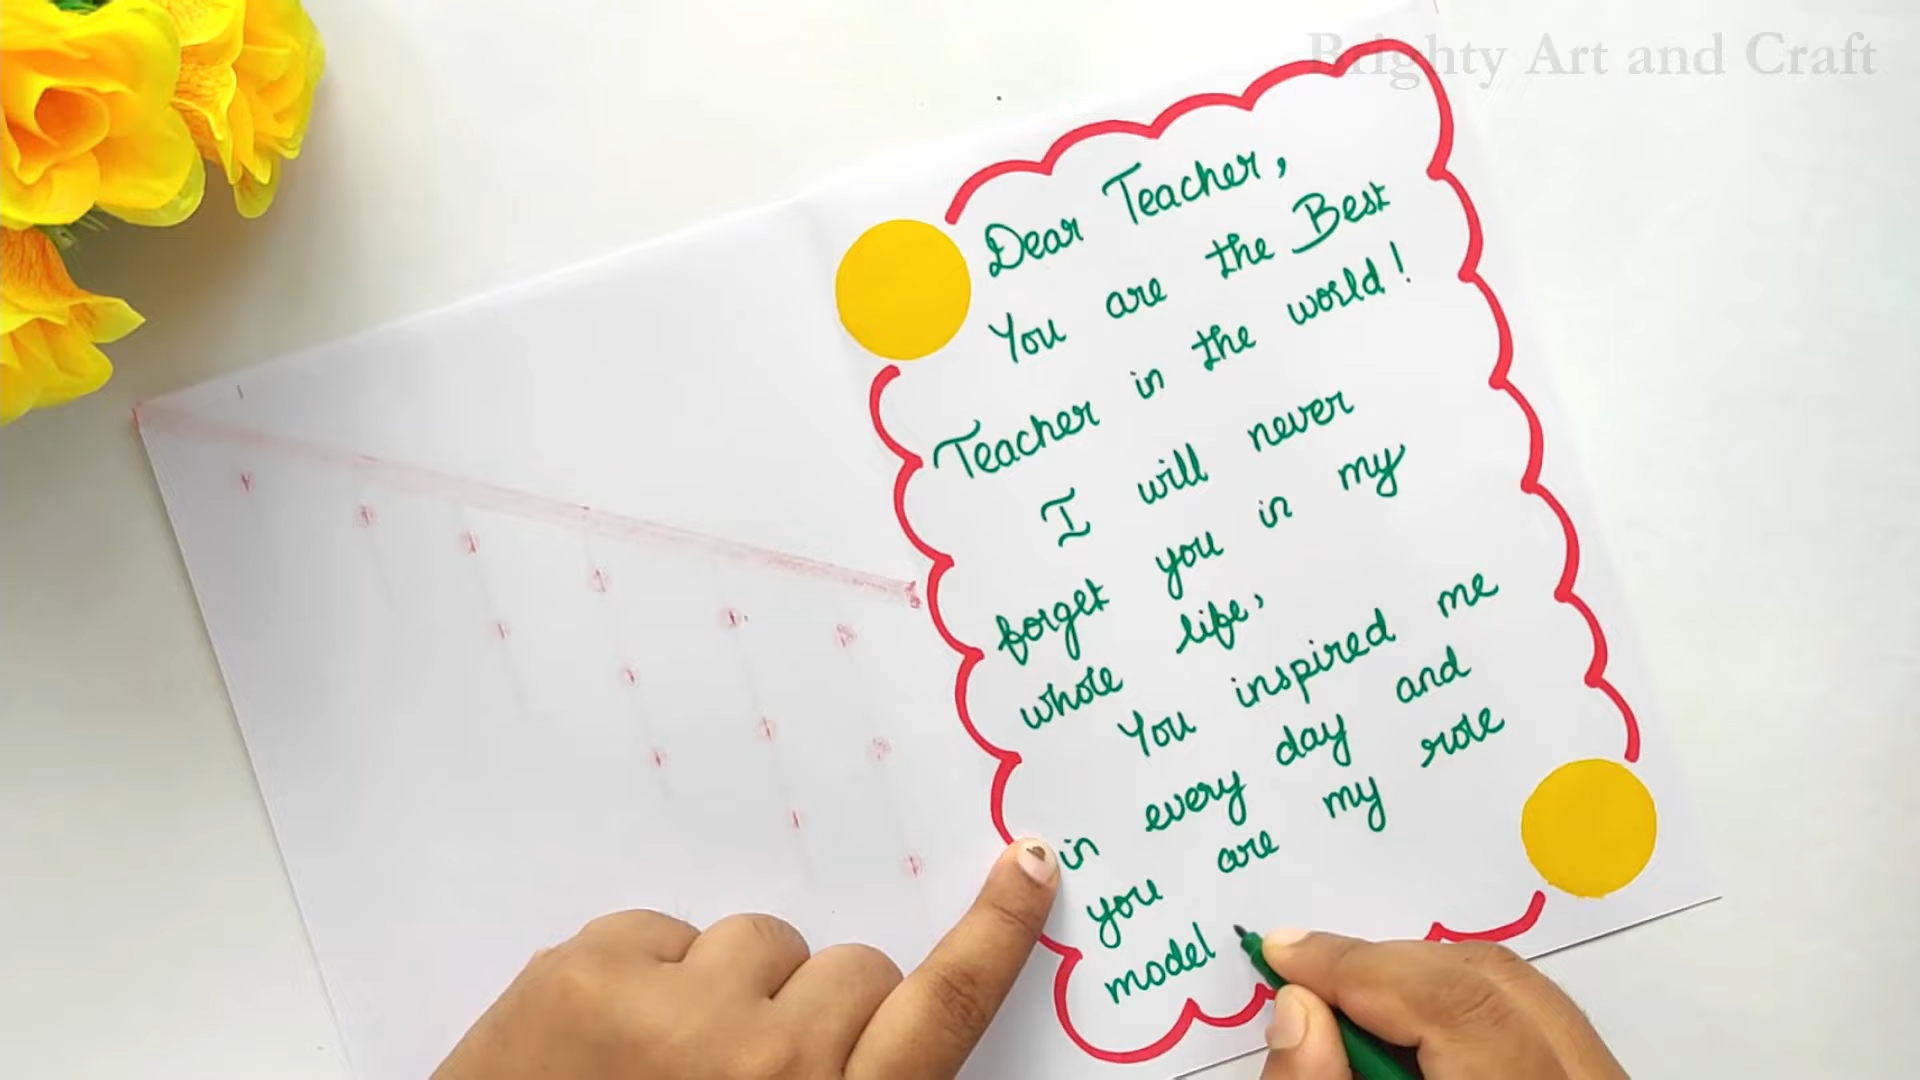 Brighty Art and Craft
Dear Teacher,
You are the Best
Teacher in the world!
I will never
forget you in my
whole life,
You inspired me
in every day and
you are my role
model